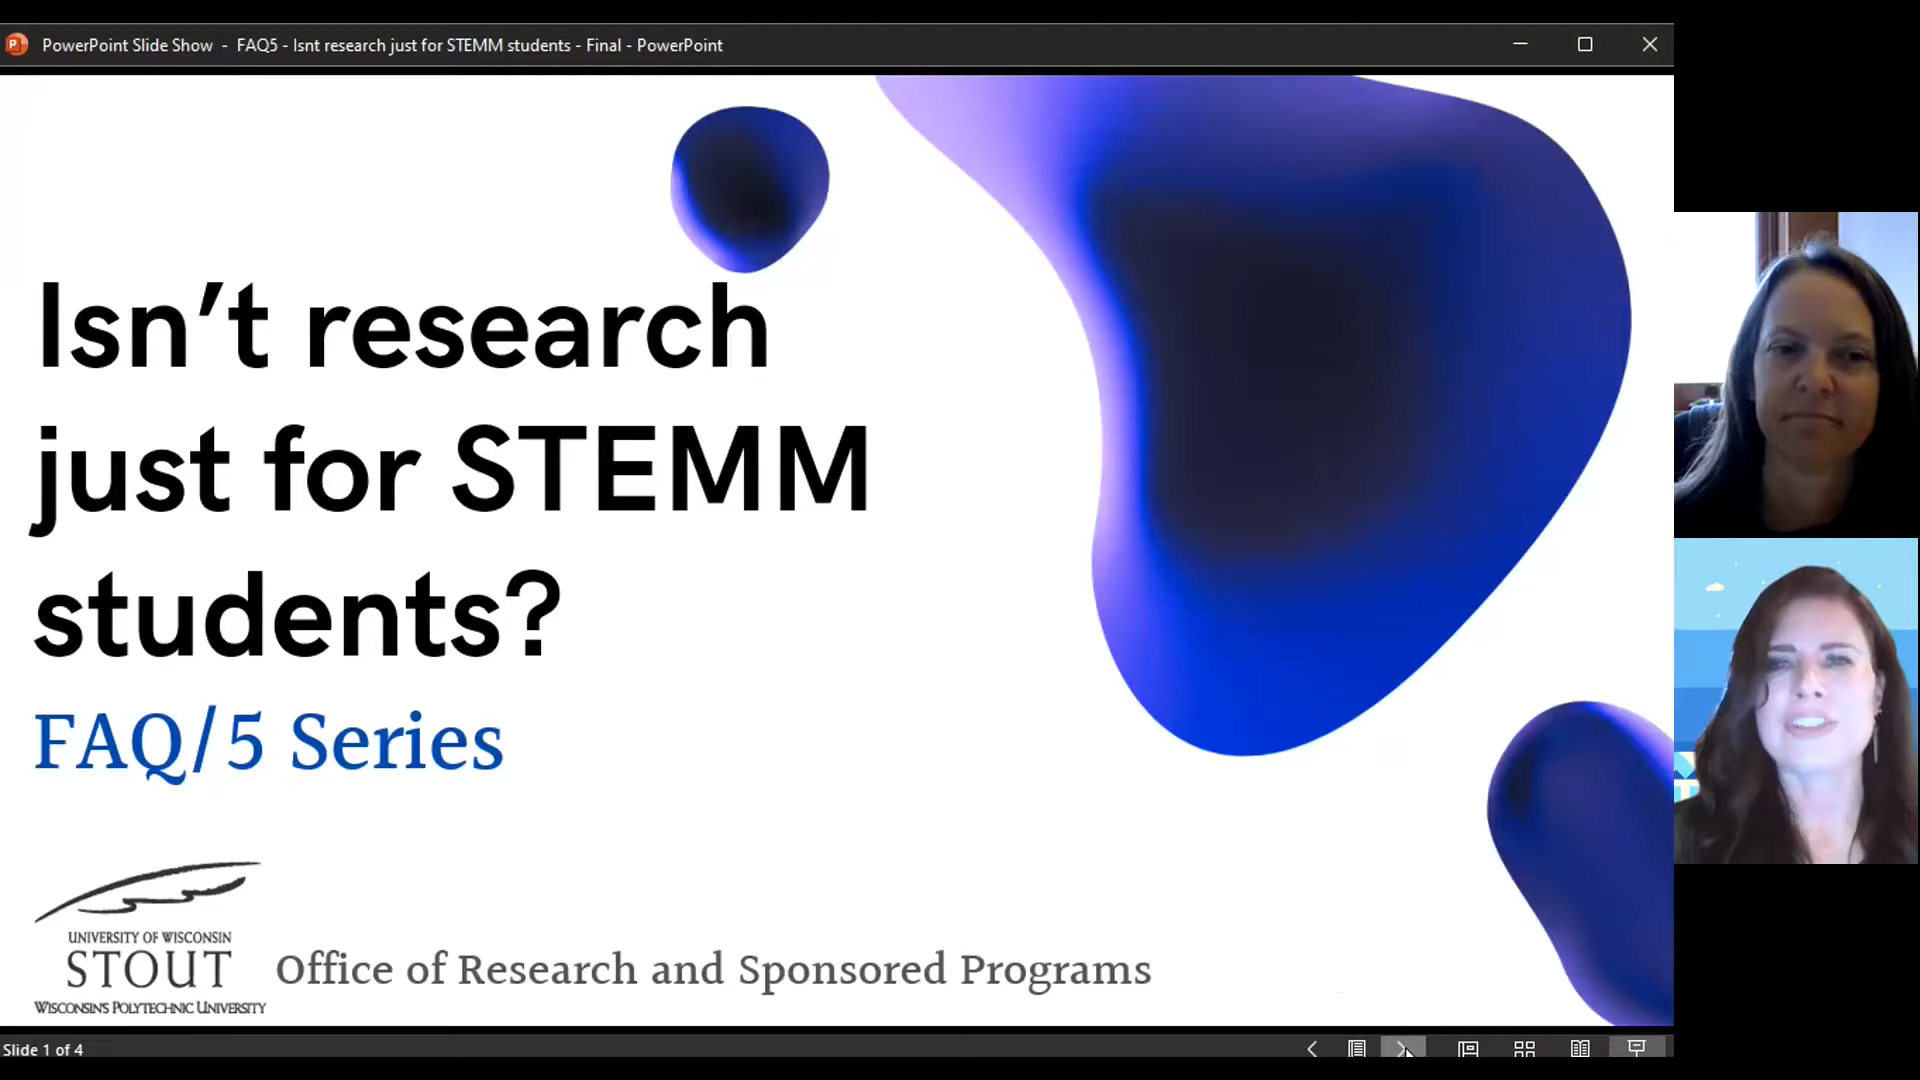 PowerPoint Slide Show - FAQ5 - Isnt research just for STEMM students - Final - PowerPoint
Isn’t research
just for STEMM
students?
FAQ/5 Series
UNIVERSITY OF WISCONSIN
STOUT
WISCONSIN'S POLYTECHNIC UNIVERSITY
Office of Research and Sponsored Programs
Slide 1 of 4